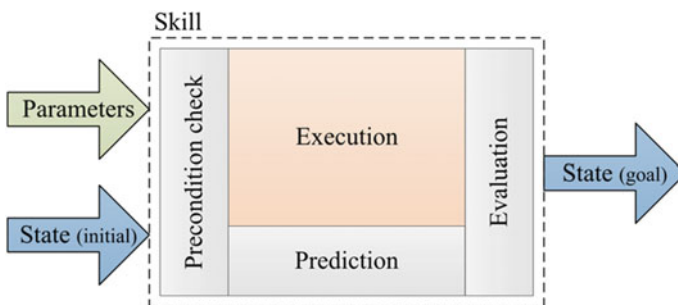 Skill
Parameters
State (initial)
Precondition check
Execution
Prediction
Evaluation
State (goal)